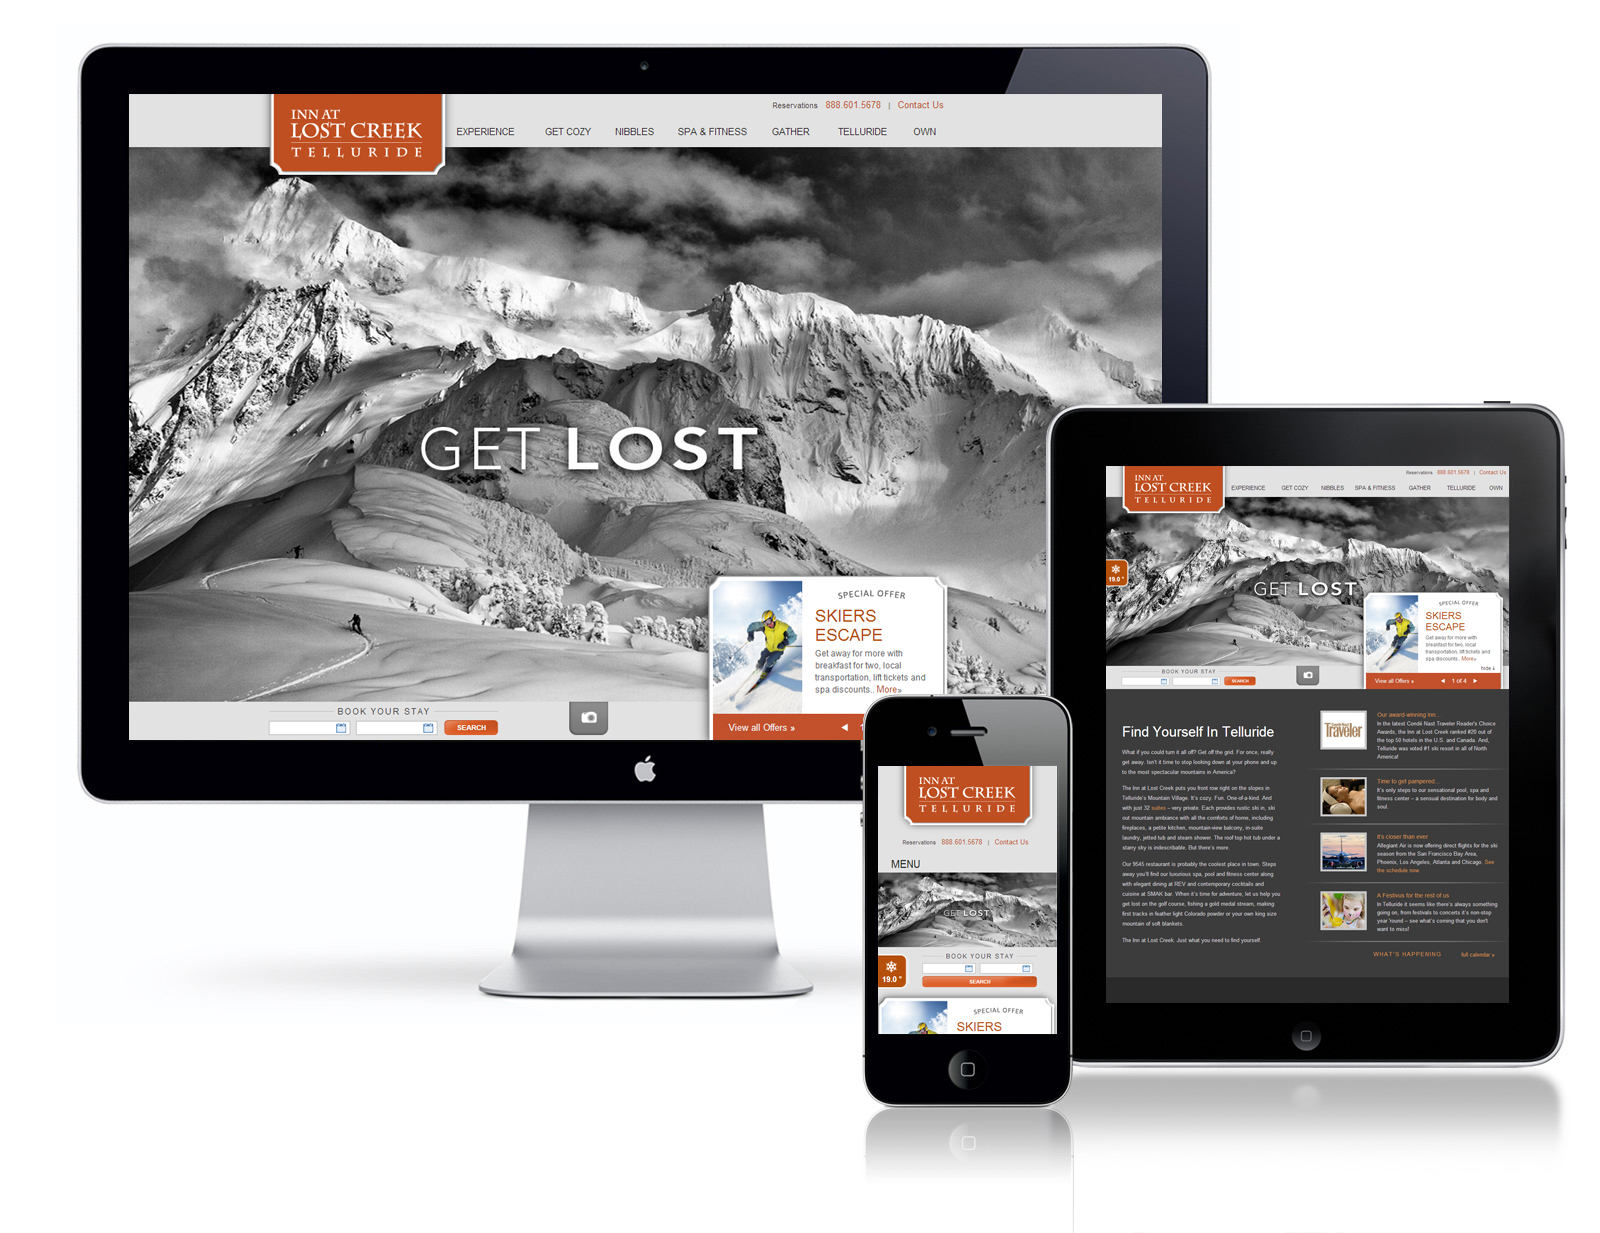 INN AT
LOST CREEK
TELLURIDE
Reservations 888.601.5678 | Contact Us
EXPERIENCE GET COZY NIBBLES SPA & FITNESS GATHER TELLURIDE OWN
GET LOST
SPECIAL OFFER
SKIERS
ESCAPE
Get away for more with
breakfast for two, local
transportation, lift tickets and
spa discounts.. More»
View all Offers »
BOOK YOUR STAY
SEARCH
INN AT
LOST CREEK
TELLURIDE
Reservations 888.601.5678 | Contact Us
MENU
GET LOST
BOOK YOUR STAY
19.0 °
SEARCH
SPECIAL OFFER
SKIERS
INN AT
LOST CREEK
TELLURIDE
Reservations 888.601.5678 | Contact Us
EXPERIENCE GET COZY NIBBLES SPA & FITNESS GATHER TELLURIDE OWN
19.0 °
GET LOST
SPECIAL OFFER
SKIERS
ESCAPE
Get away for more with
breakfast for two, local
transportation, lift tickets and
spa discounts.. More»
hide
View all Offers » 1 of 4
BOOK YOUR STAY
SEARCH
Find Yourself In Telluride
What if you could turn it all off? Get off the grid. For once, really
get away. Isn't it time to stop looking down at your phone and up
to the most spectacular mountains in America?
The Inn at Lost Creek puts you front row right on the slopes in
Telluride's Mountain Village. It's cozy. Fun. One-of-a-kind. And
with just 32 suites – very private. Each provides rustic ski in, ski
out mountain ambiance with all the comforts of home, including
fireplaces, a petite kitchen, mountain-view balcony, in-suite
laundry, jetted tub and steam shower. The roof top hot tub under a
starry sky is indescribable. But there's more.
Our 9545 restaurant is probably the coolest place in town. Steps
away you'll find our luxurious spa, pool and fitness center along
with elegant dining at REV and contemporary cocktails and
cuisine at SMAK bar. When it's time for adventure, let us help you
get lost on the golf course, fishing a gold medal stream, making
first tracks in feather light Colorado powder or your own king size
mountain of soft blankets.
The Inn at Lost Creek. Just what you need to find yourself.
Condé Nast
Traveler
Our award-winning Inn...
In the latest Condé Nast Traveler Reader's Choice
Awards, the Inn at Lost Creek ranked #20 out of
the top 50 hotels in the U.S. and Canada. And,
Telluride was voted #1 ski resort in all of North
America!
Time to get pampered...
It's only steps to our sensational pool, spa and
fitness center – a sensual destination for body and
soul.
It's closer than ever
Allegiant Air is now offering direct flights for the ski
season from the San Francisco Bay Area,
Phoenix, Los Angeles, Atlanta and Chicago. See
the schedule now.
A Festivus for the rest of us
In Telluride it seems like there's always something
going on, from festivals to concerts it's non-stop
year 'round – see what's coming that you don't
want to miss!
WHAT'S HAPPENING full calendar »